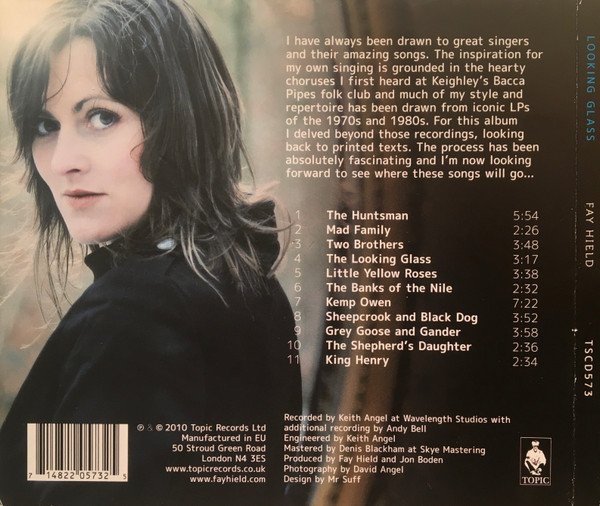 I have always been drawn to great singers
and their amazing songs. The inspiration for
my own singing is grounded in the hearty
choruses I first heard at Keighley's Bacca
Pipes folk club and much of my style and
repertoire has been drawn from iconic LPs
of the 1970s and 1980s. For this album
I delved beyond those recordings, looking
back to printed texts. The process has been
absolutely fascinating and I'm now looking
forward to see where these songs will go...
1 The Huntsman 5:54
2 Mad Family 2:26
3 Two Brothers 3:48
4 The Looking Glass 3:17
5 Little Yellow Roses 3:38
6 The Banks of the Nile 2:32
7 Kemp Owen 7:22
8 Sheepcrook and Black Dog 3:52
9 Grey Goose and Gander 3:58
10 The Shepherd's Daughter 2:36
11 King Henry 2:34
℗ & © 2010 Topic Records Ltd
Manufactured in EU
50 Stroud Green Road
London N4 3ES
www.topicrecords.co.uk
www.fayhield.com
7 14822 05732 5
Recorded by Keith Angel at Wavelength Studios with
additional recording by Andy Bell
Engineered by Keith Angel
Mastered by Denis Blackham at Skye Mastering
Produced by Fay Hield and Jon Boden
Photography by David Angel
Design by Mr Suff
TOPIC
LOOKING GLASS
FAY HIELD
TSCD573